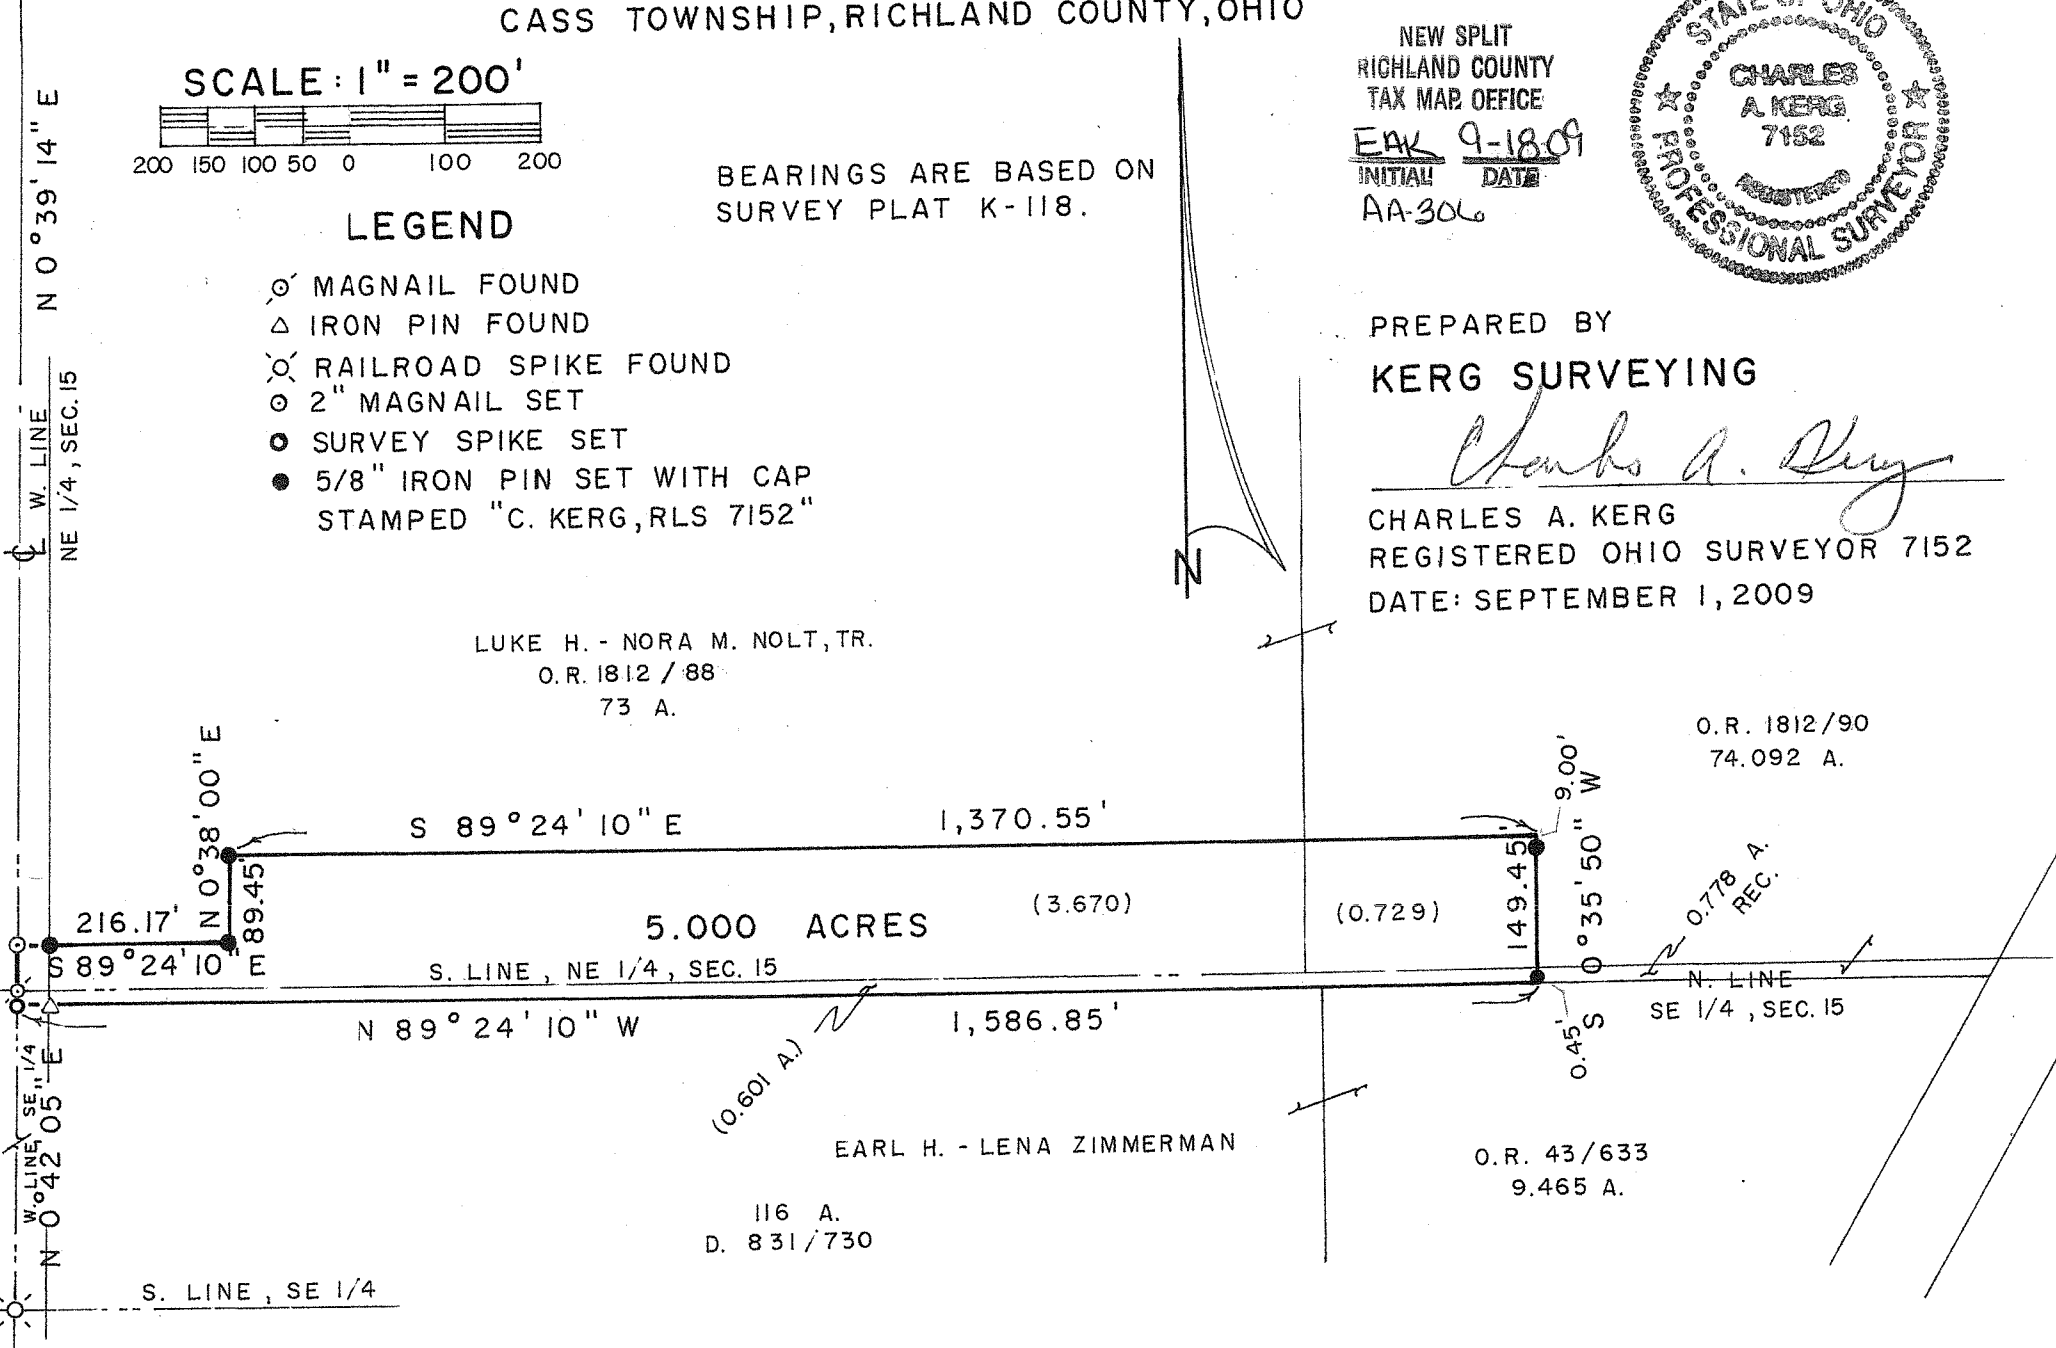 CASS TOWNSHIP, RICHLAND COUNTY, OHIO
SCALE: 1" = 200'
200 150 100 50 0 100 200
N 0°39'14" E
W. LINE
NE 1/4, SEC. 15
BEARINGS ARE BASED ON
SURVEY PLAT K-118.
NEW SPLIT
RICHLAND COUNTY
TAX MAP OFFICE
EAK 9-18-09
INITIAL DATE
AA-306
STATE OF OHIO
CHARLES
A. KERG
7152
REGISTERED
PROFESSIONAL SURVEYOR
LEGEND
MAGNAIL FOUND
IRON PIN FOUND
RAILROAD SPIKE FOUND
2" MAGNAIL SET
SURVEY SPIKE SET
5/8" IRON PIN SET WITH CAP
STAMPED "C. KERG, RLS 7152"
N
PREPARED BY
KERG SURVEYING
Charles A. Kerg
CHARLES A. KERG
REGISTERED OHIO SURVEYOR 7152
DATE: SEPTEMBER 1, 2009
LUKE H. - NORA M. NOLT, TR.
O.R. 1812 / 88
73 A.
O.R. 1812/90
74.092 A.
N 0°38'00" E
89.45'
S 89°24'10" E 1,370.55'
9.00'
149.45'
S 0°35'50" W
0.45'
216.17'
S 89°24'10" E
5.000 ACRES
(3.670)
(0.729)
0.778 A.
REC.
S. LINE, NE 1/4, SEC. 15
N. LINE
SE 1/4, SEC. 15
N 89°24'10" W 1,586.85'
(0.601 A.)
W. LINE, SE 1/4
N 0°42'05" E
EARL H. - LENA ZIMMERMAN
116 A.
D. 831/730
O.R. 43/633
9.465 A.
S. LINE, SE 1/4